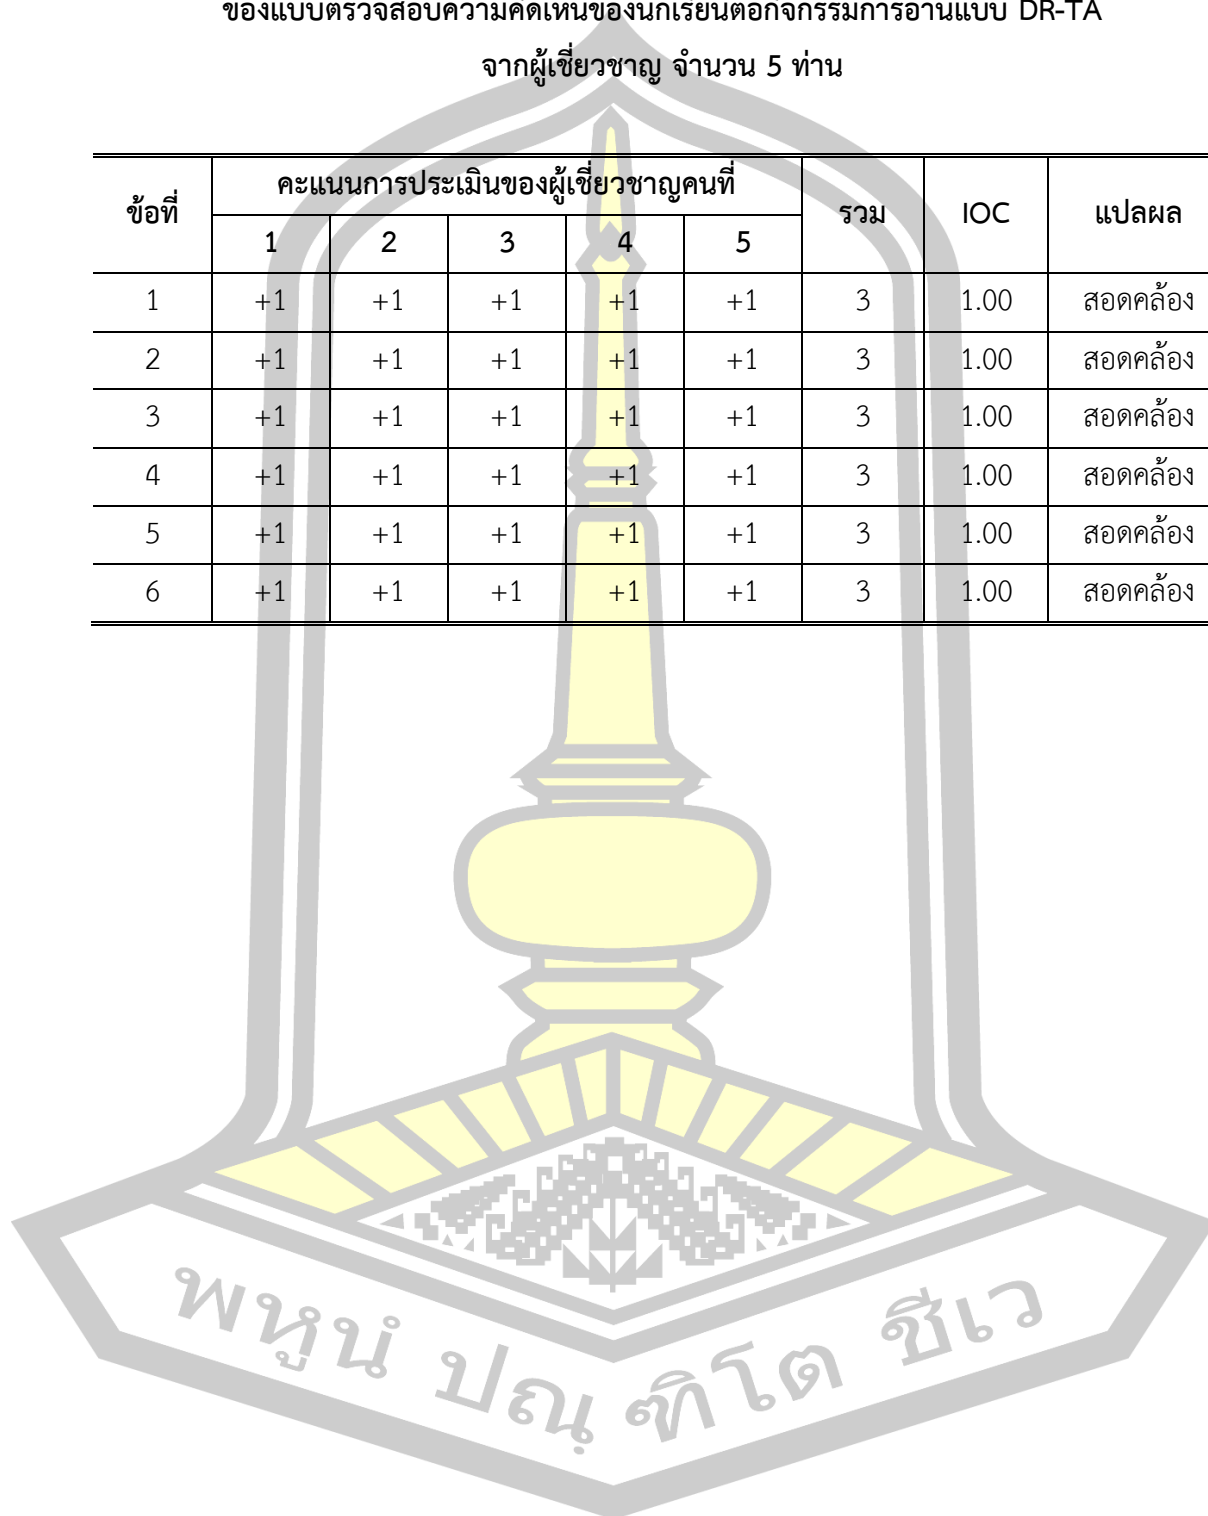 ของแบบตรวจสอบความคิดเห็นของนักเรียนต่อกิจกรรมการอ่านแบบ DR-TA
จากผู้เชี่ยวชาญ จำนวน 5 ท่าน
ข้อที่ คะแนนการประเมินของผู้เชี่ยวชาญคนที่ รวม IOC แปลผล
1 2 3 4 5
1 +1 +1 +1 +1 +1 3 1.00 สอดคล้อง
2 +1 +1 +1 +1 +1 3 1.00 สอดคล้อง
3 +1 +1 +1 +1 +1 3 1.00 สอดคล้อง
4 +1 +1 +1 +1 +1 3 1.00 สอดคล้อง
5 +1 +1 +1 +1 +1 3 1.00 สอดคล้อง
6 +1 +1 +1 +1 +1 3 1.00 สอดคล้อง
พหูนํ ปณฺฑิโต ชีเว